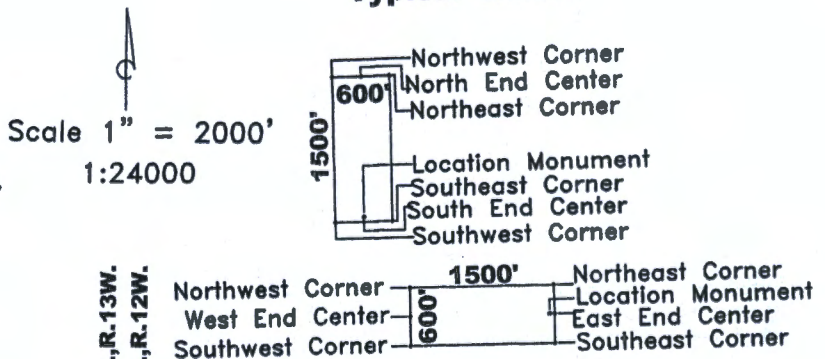 Northwest Corner
North End Center
600'
Northeast Corner
Scale 1" = 2000'
1:24000
1500'
Location Monument
Southeast Corner
South End Center
Southwest Corner
R.13W.
R.12W.
Northwest Corner
1500'
Northeast Corner
Location Monument
West End Center
600'
East End Center
Southwest Corner
Southeast Corner